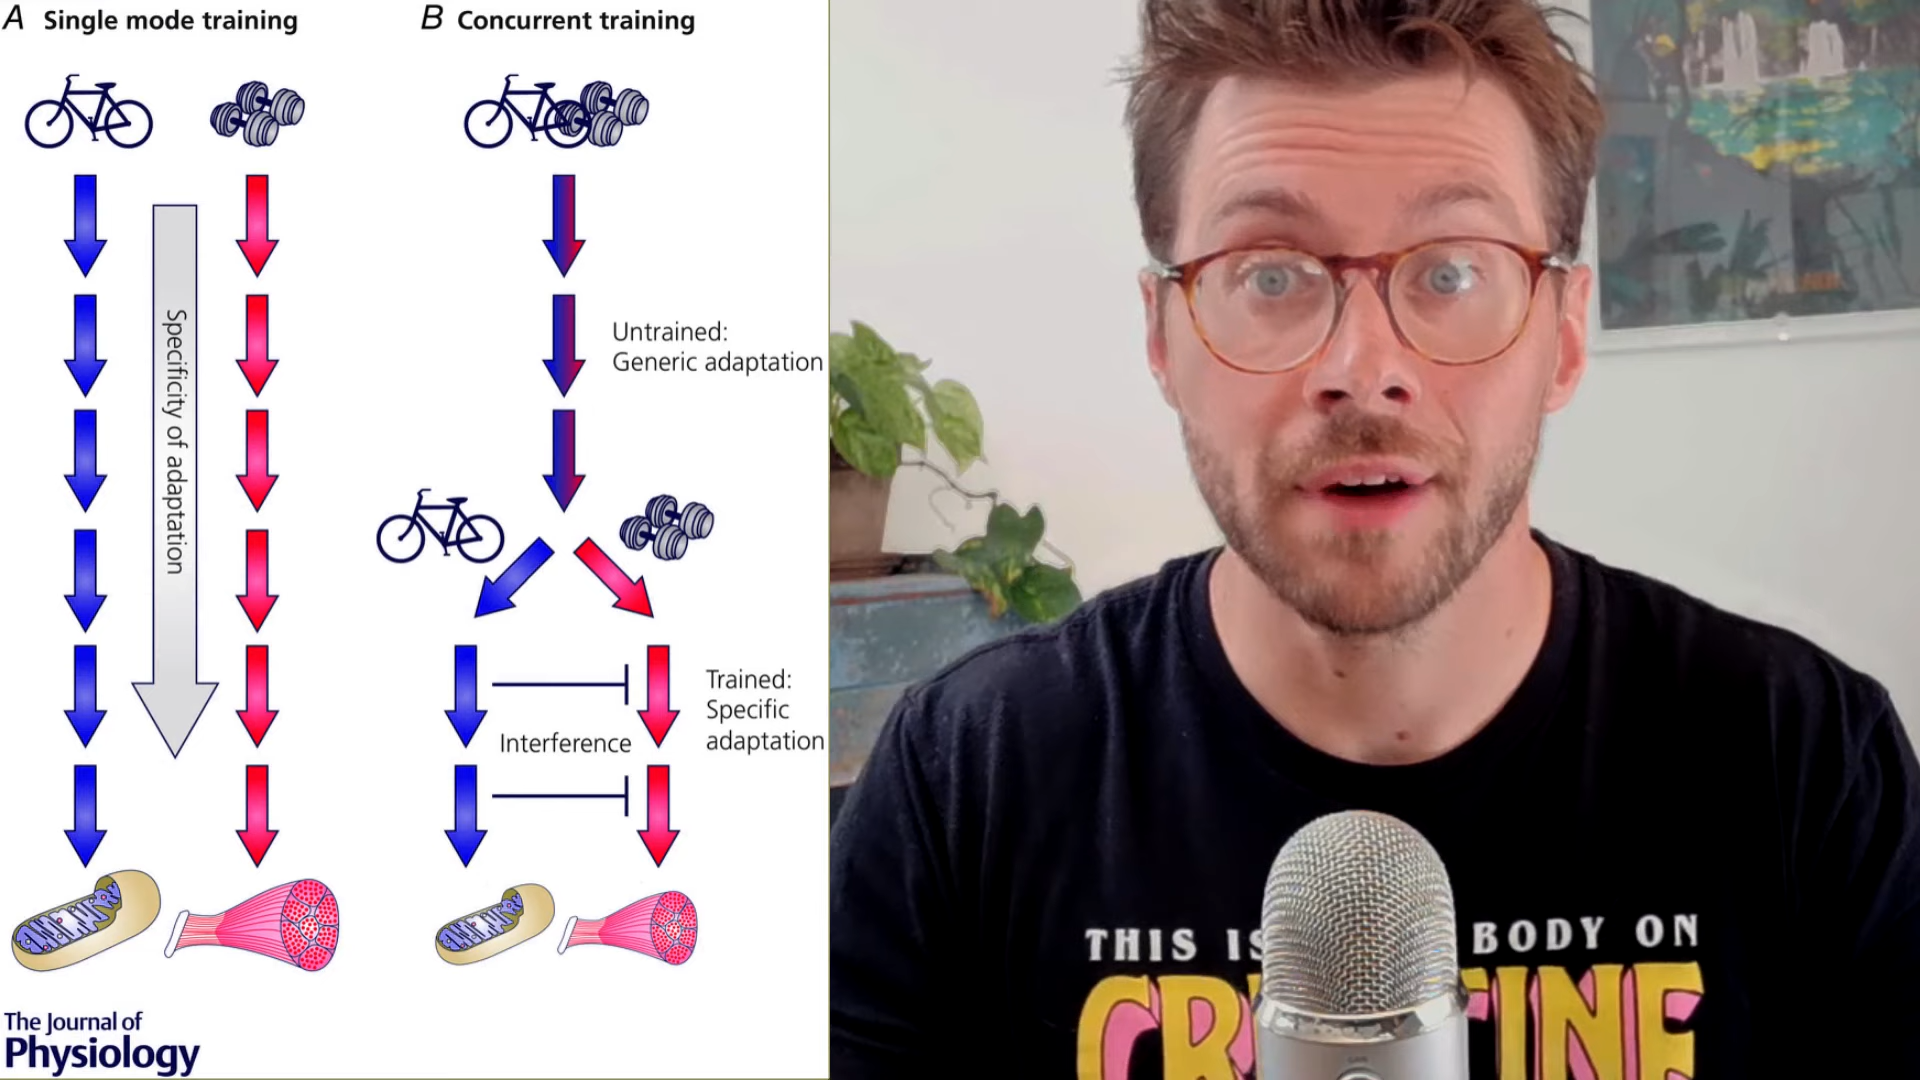 A Single mode training
B Concurrent training
Specificity of adaptation
Untrained:
Generic adaptation
Trained:
Specific
adaptation
Interference
The Journal of
Physiology
THIS IS BODY ON